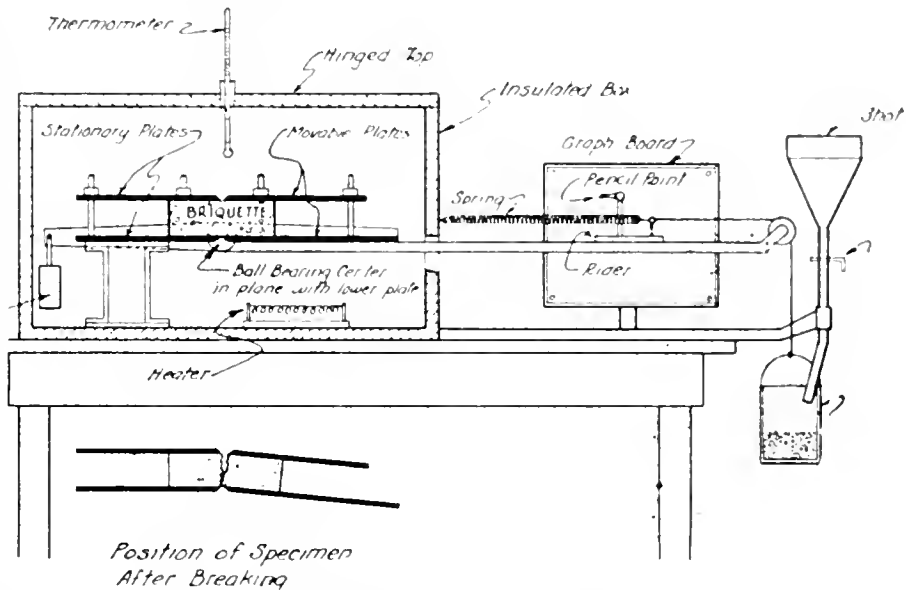 Thermometer
Hinged Top
Insulated Box
Shot
Stationary Plates
Movable Plates
Graph Board
Pencil Point
Spring
BRIQUETTE
Ball Bearing Center
in plane with lower plate
Rider
Heater
Position of Specimen
After Breaking